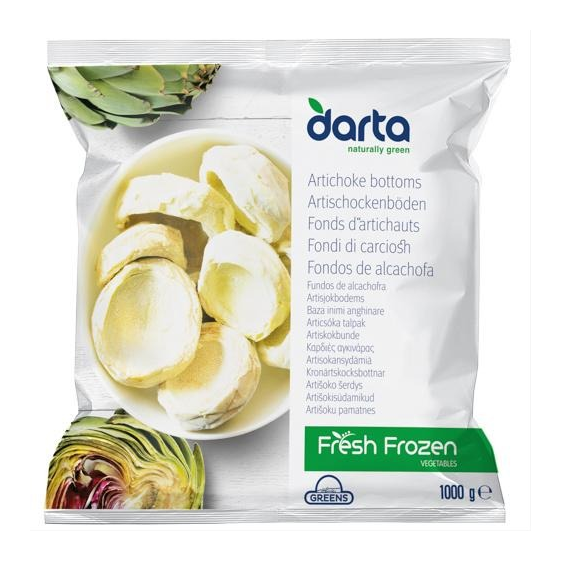 darta
naturally green
Artichoke bottoms
Artischockenböden
Fonds d'artichauts
Fondi di carciofi
Fondos de alcachofa
Fundos de alcachofra
Artisjokbodems
Baza inimi anghinare
Articsóka talpak
Artiskokbunde
Καρδιές αγκινάρας
Artisokansydämiä
Kronärtskocksbottnar
Artišoko šerdys
Artišokisüdamikud
Artišoku pamatnes
Fresh Frozen
VEGETABLES
GREENS
1000 g ℮